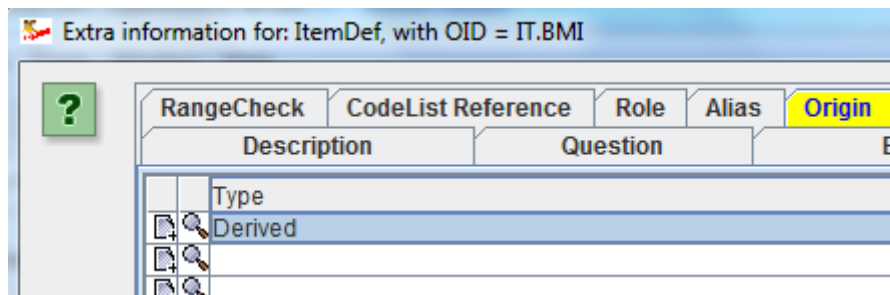 Extra information for: ItemDef, with OID = IT.BMI
?
RangeCheck CodeList Reference Role Alias Origin
Description Question
Type
Derived